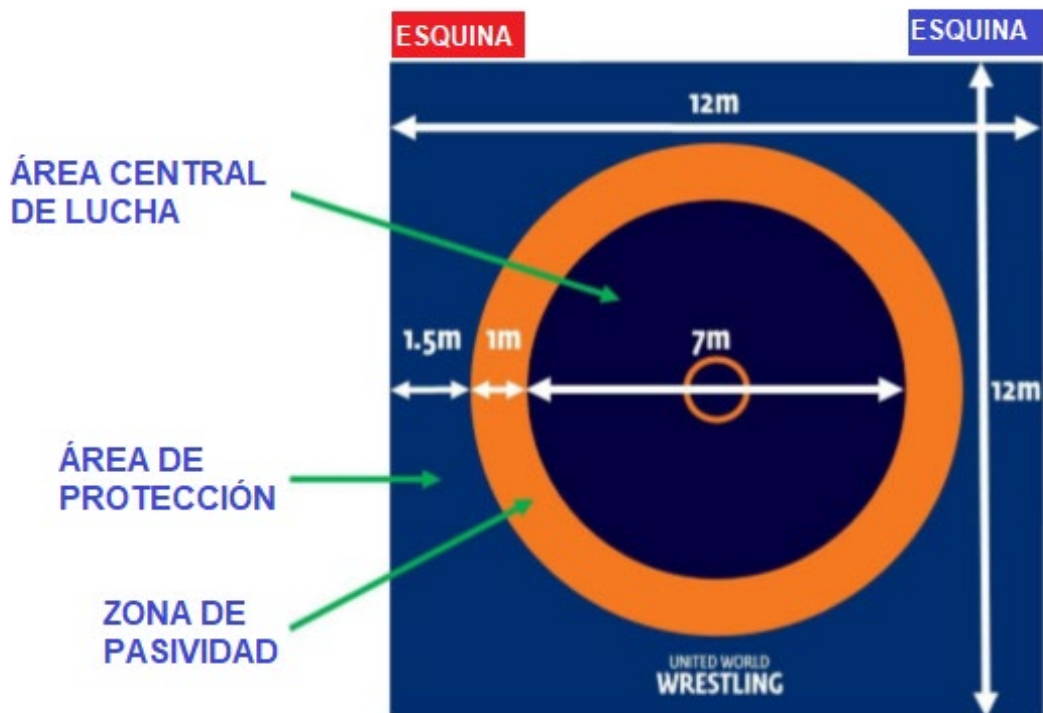 ESQUINA
ESQUINA
12m
ÁREA CENTRAL
DE LUCHA
1.5m
1m
7m
12m
ÁREA DE
PROTECCIÓN
ZONA DE
PASIVIDAD
UNITED WORLD
WRESTLING